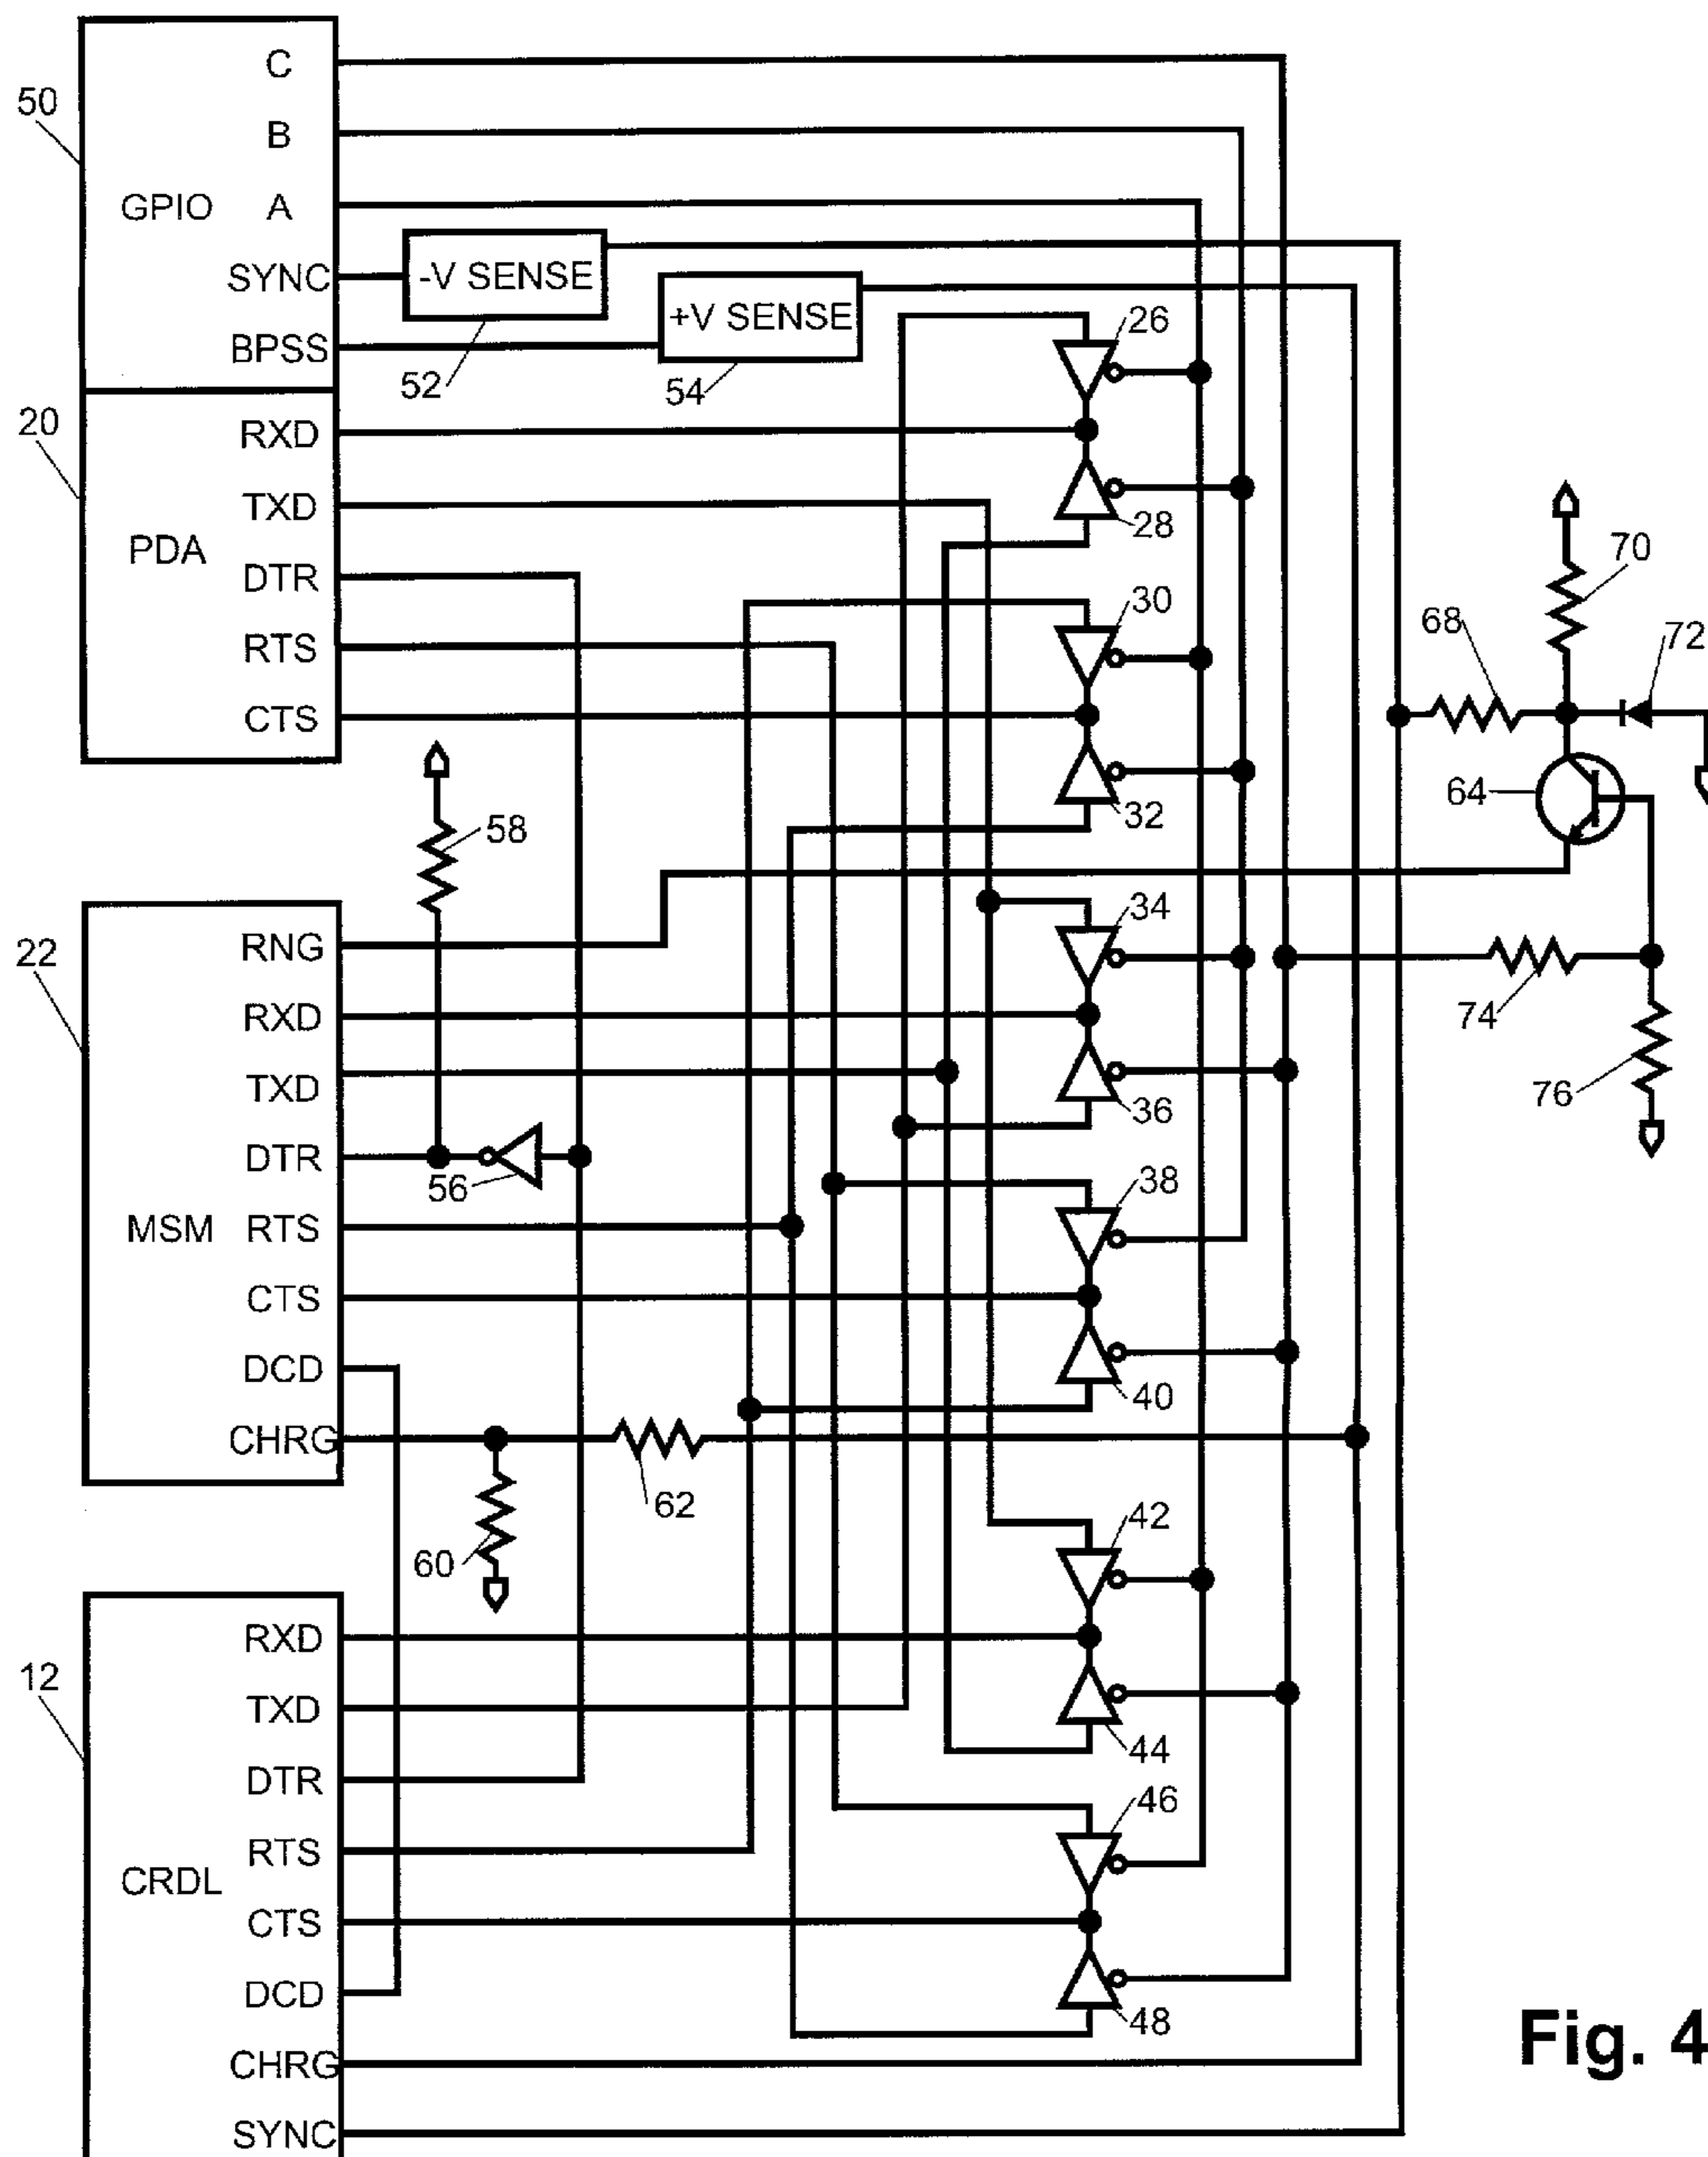 50
C
B
GPIO A
SYNC
-V SENSE
+V SENSE
BPSS
52
54
26
20
RXD
TXD
PDA
DTR
RTS
CTS
28
30
32
58
70
68
72
64
22
RNG
RXD
TXD
DTR
56
MSM RTS
CTS
DCD
CHRG
34
36
38
40
74
76
62
60
42
12
RXD
TXD
DTR
RTS
CRDL
CTS
DCD
CHRG
SYNC
44
46
48
Fig. 4